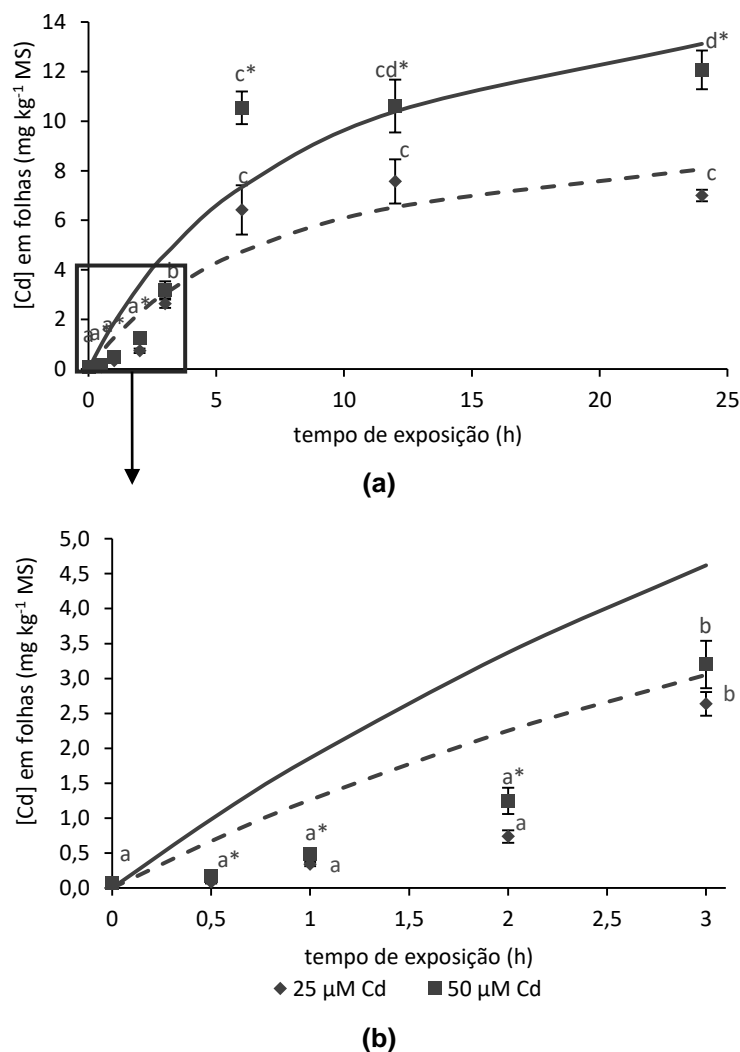 [Cd] em folhas (mg kg⁻¹ MS)
14
12
10
8
6
4
2
0
c*
cd*
d*
c
c
c
b
a*
a*
a*
a
0
5
10
15
20
25
tempo de exposição (h)
(a)
[Cd] em folhas (mg kg⁻¹ MS)
5,0
4,5
4,0
3,5
3,0
2,5
2,0
1,5
1,0
0,5
0,0
b
b
a*
a
a*
a
a*
a
0
0,5
1
1,5
2
2,5
3
tempo de exposição (h)
25 µM Cd
50 µM Cd
(b)